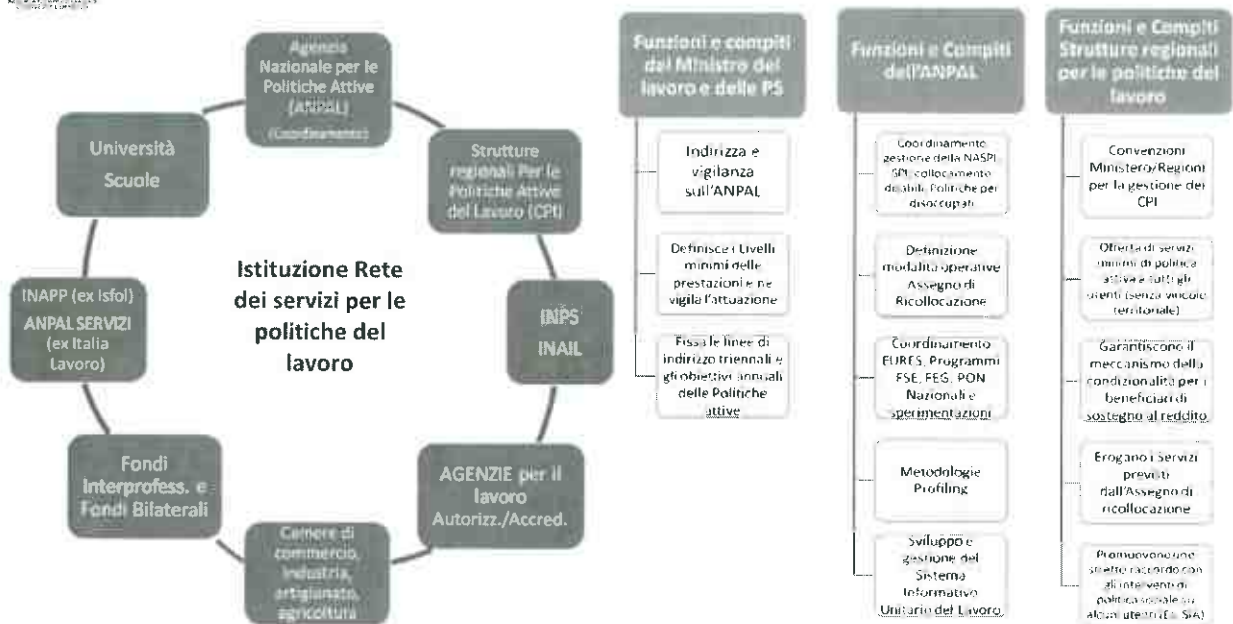 Agenzia
Nazionale per le
Politiche Attive
(ANPAL)
(Coordinamento)
Strutture
regionali Per le
Politiche Attive
del Lavoro (CPI)
INPS
INAIL
AGENZIE per il
lavoro
Autorizz./Accred.
Camere di
commercio,
industria,
artigianato,
agricoltura
Fondi
Interprofess. e
Fondi Bilaterali
INAPP (ex Isfol)
ANPAL SERVIZI
(ex Italia
Lavoro)
Università
Scuole
Istituzione Rete
dei servizi per le
politiche del
lavoro
Funzioni e compiti
del Ministro del
lavoro e delle PS
Indirizza e
vigilanza
sull'ANPAL
Definisce i Livelli
minimi delle
prestazioni e ne
vigila l'attuazione
Fissa le linee di
indirizzo triennali e
gli obiettivi annuali
delle Politiche
attive
Funzioni e Compiti
dell'ANPAL
Coordinamento
gestione della NASPI,
SPI, collocamento
disabili, Politiche per
disoccupati
Definizione
modalità operative
Assegno di
Ricollocazione
Coordinamento
EURES, Programmi
FSE, FEG, PON
Nazionali e
sperimentazioni
Metodologie
Profiling
Sviluppo e
gestione del
Sistema
Informativo
Unitario del Lavoro
Funzioni e Compiti
Strutture regionali
per le politiche del
lavoro
Convenzioni
Ministero/Regioni
per la gestione dei
CPI
Offerta di servizi
minimi di politica
attiva a tutti gli
utenti (senza vincolo
territoriale)
Garantiscono il
meccanismo della
condizionalità per i
beneficiari di
sostegno al reddito
Erogano i Servizi
previsti
dall'Assegno di
ricollocazione
Promuovono uno
stretto raccordo con
gli interventi di
politica sociale su
alcuni utenti (Es. SIA)